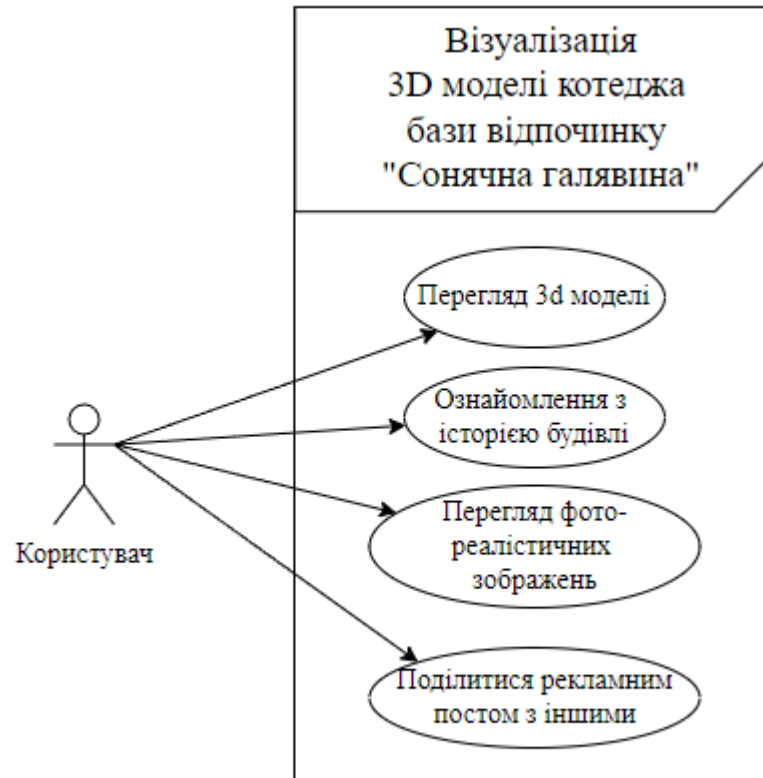 Візуалізація
3D моделі котеджа
бази відпочинку
"Сонячна галявина"
Перегляд 3d моделі
Ознайомлення з
історією будівлі
Перегляд фото-
реалістичних
зображень
Користувач
Поділитися рекламним
постом з іншими